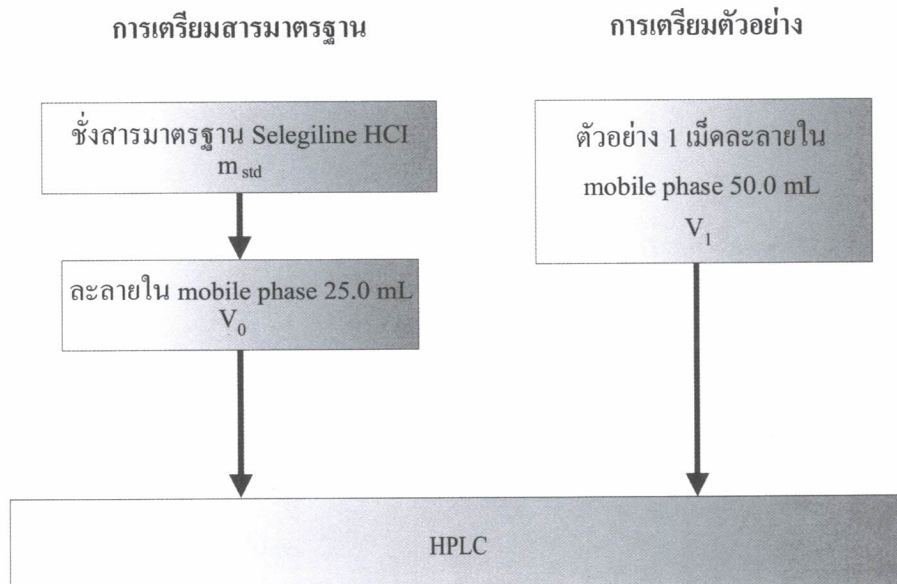 การเตรียมสารมาตรฐาน
การเตรียมตัวอย่าง
ชั่งสารมาตรฐาน Selegiline HCI
m std
ละลายใน mobile phase 25.0 mL
V0
ตัวอย่าง 1 เม็ดละลายใน
mobile phase 50.0 mL
V1
HPLC